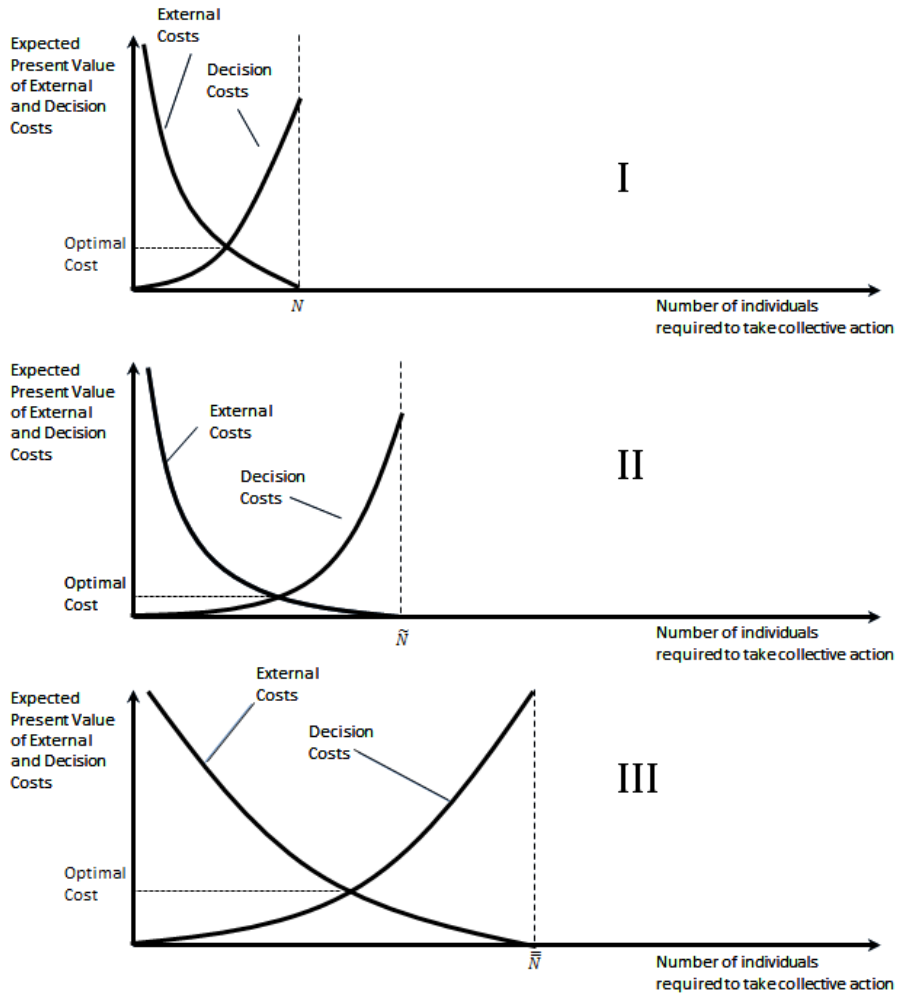 External
Costs
Expected
Present Value
of External
and Decision
Costs
Decision
Costs
I
Optimal
Cost
N
Number of individuals
required to take collective action
Expected
Present Value
of External
and Decision
Costs
External
Costs
Decision
Costs
II
Optimal
Cost
Ñ
Number of individuals
required to take collective action
External
Costs
Expected
Present Value
of External
and Decision
Costs
Decision
Costs
III
Optimal
Cost
N̿
Number of individuals
required to take collective action